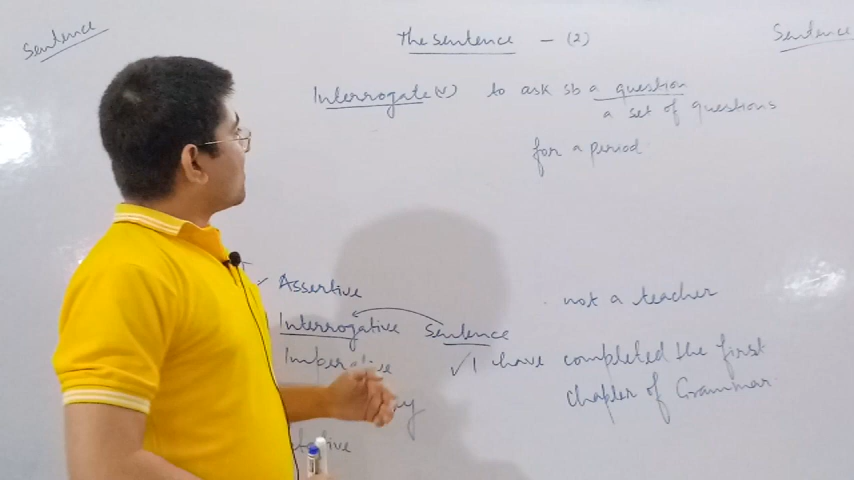 Sentence
The Sentence - (2)
Sentence
Interrogate (v) to ask sb a question
a set of questions
for a period
✓ Assertive
not a teacher
Interrogative
Sentence
Imperative
✓ I have completed the first
chapter of Grammar.